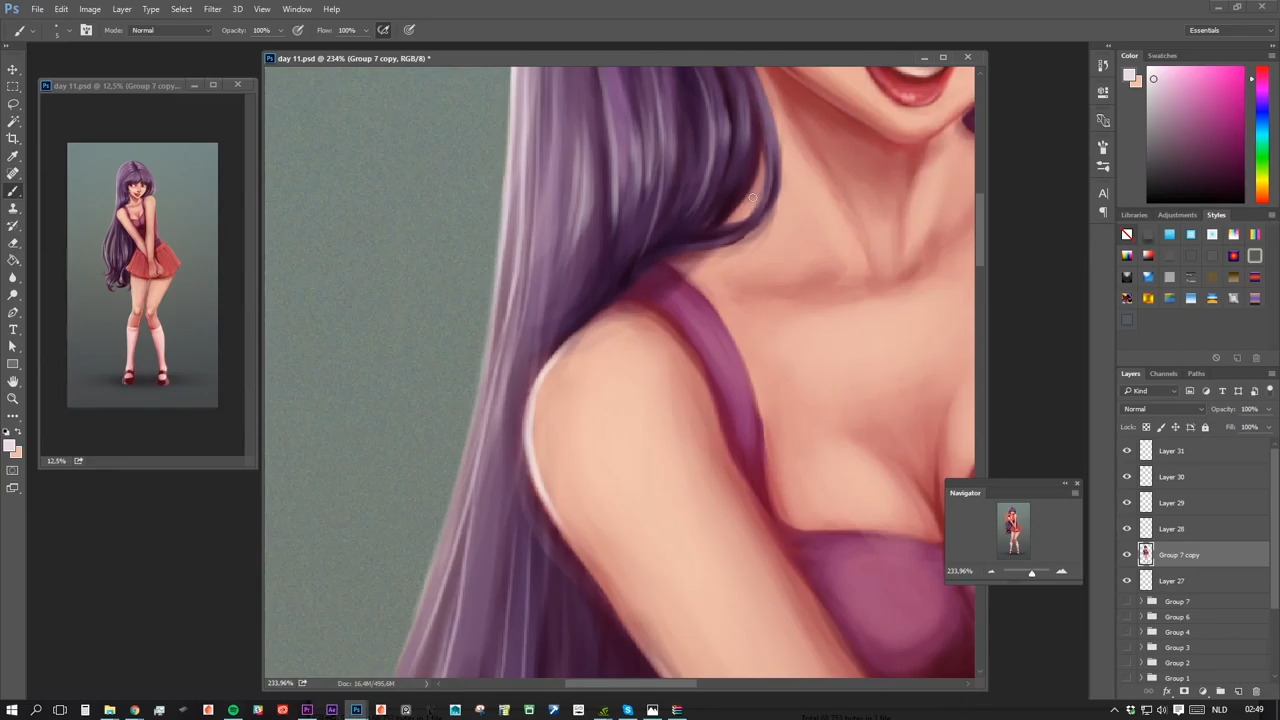 Ps File Edit Image Layer Type Select Filter 3D View Window Help
5 Mode: Normal Opacity: 100% Flow: 100% Essentials
day 11.psd @ 234% (Group 7 copy, RGB/8) *
Color Swatches
day 11.psd @ 12,5% (Group 7 copy...
Libraries Adjustments Styles
Layers Channels Paths
Kind
Normal Opacity: 100%
Lock: Fill: 100%
Layer 31
Layer 30
Layer 29
Layer 28
Group 7 copy
Layer 27
Group 7
Group 6
Group 4
Group 3
Group 2
Group 1
Navigator
233,96%
12,5%
233,96% Doc: 16,4M/495,6M
NLD 02:49